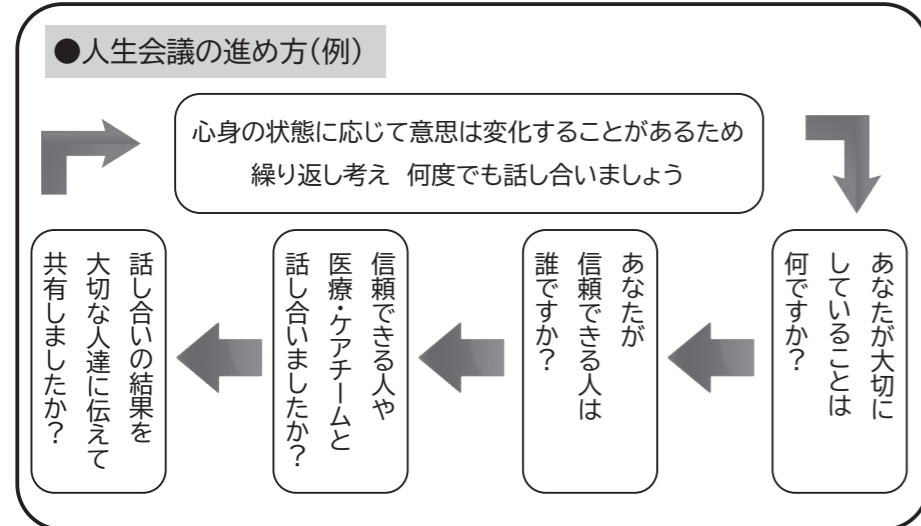 ●人生会議の進め方(例)
心身の状態に応じて意思は変化することがあるため
繰り返し考え 何度でも話し合いましょう
あなたが大切に
していることは
何ですか?
あなたが
信頼できる人は
誰ですか?
信頼できる人や
医療・ケアチームと
話し合いましたか?
話し合いの結果を
大切な人達に伝えて
共有しましたか?